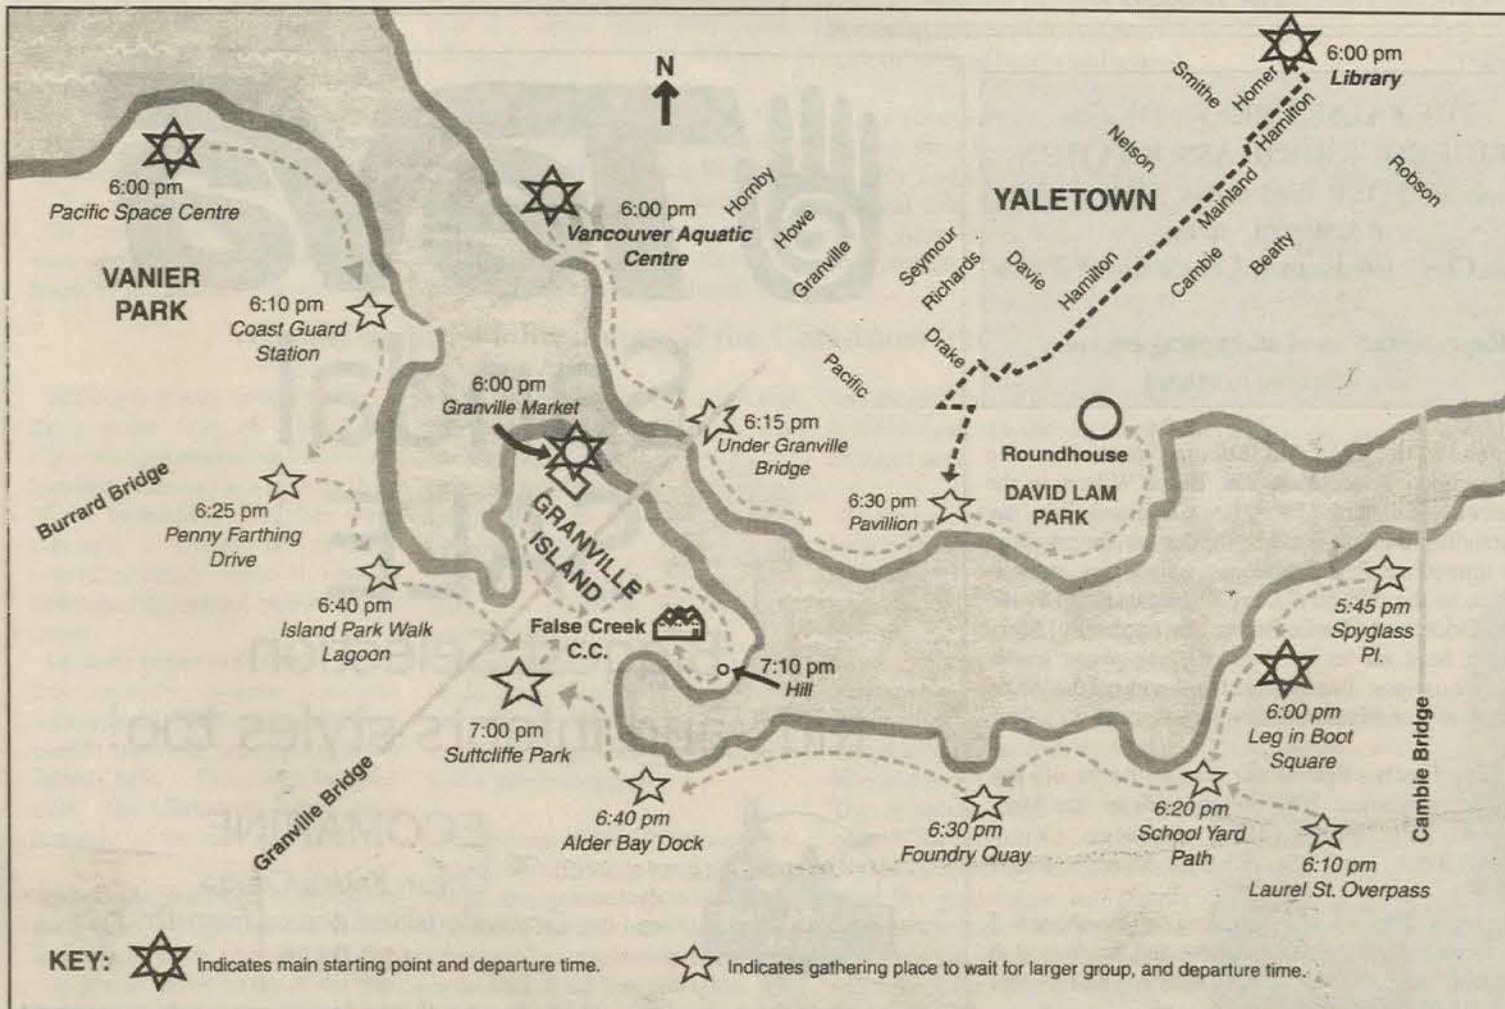 N
6:00 pm
Library
Smithe
Homer
Hamilton
Nelson
Robson
6:00 pm
Pacific Space Centre
YALETOWN
Mainland
Hornby
Howe
Granville
6:00 pm
Vancouver Aquatic
Centre
Seymour
Richards
Davie
Hamilton
Cambie
Beatty
VANIER
PARK
6:10 pm
Coast Guard
Station
Drake
Pacific
6:00 pm
Granville Market
6:15 pm
Under Granville
Bridge
Roundhouse
DAVID LAM
PARK
6:30 pm
Pavillion
Burrard Bridge
6:25 pm
Penny Farthing
Drive
GRANVILLE
ISLAND
6:40 pm
Island Park Walk
Lagoon
False Creek
C.C.
7:10 pm
Hill
5:45 pm
Spyglass
Pl.
6:00 pm
Leg in Boot
Square
7:00 pm
Suttcliffe Park
Granville Bridge
Cambie Bridge
6:40 pm
Alder Bay Dock
6:30 pm
Foundry Quay
6:20 pm
School Yard
Path
6:10 pm
Laurel St. Overpass
KEY:
Indicates main starting point and departure time.
Indicates gathering place to wait for larger group, and departure time.